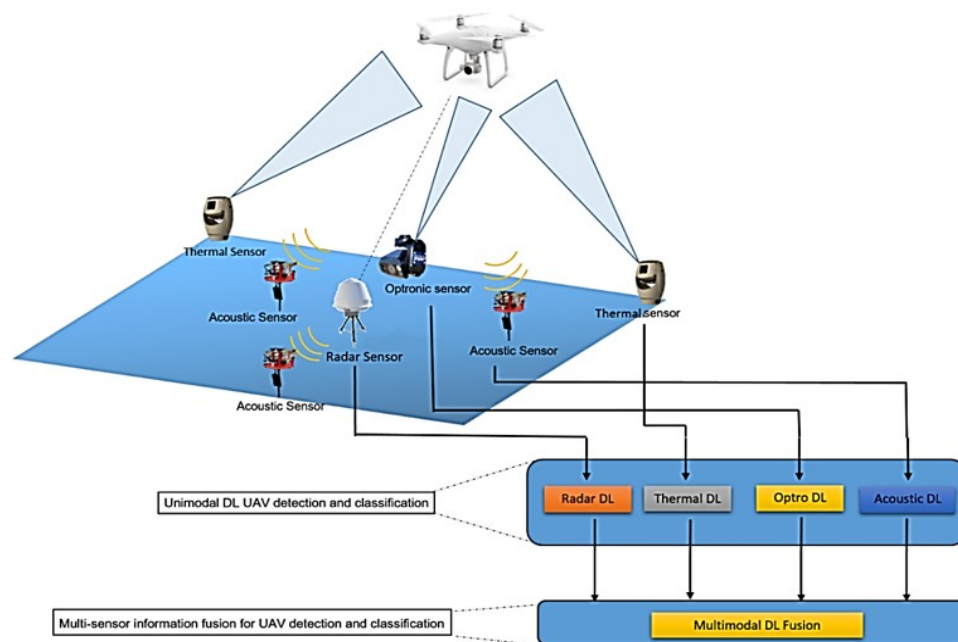 Thermal Sensor
Optronic sensor
Acoustic Sensor
Thermal sensor
Radar Sensor
Acoustic Sensor
Acoustic Sensor
Unimodal DL UAV detection and classification
Radar DL
Thermal DL
Optro DL
Acoustic DL
Multi-sensor information fusion for UAV detection and classification
Multimodal DL Fusion